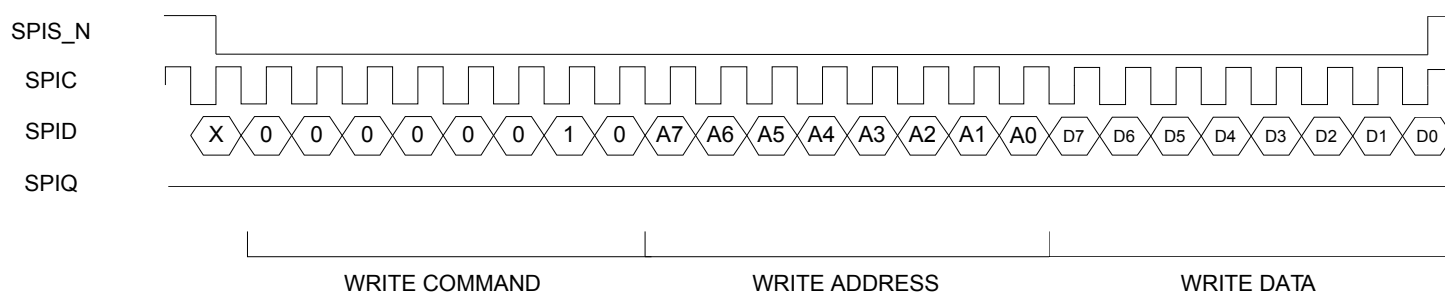 SPIS_N
SPIC
SPID X 0 0 0 0 0 0 1 0 A7 A6 A5 A4 A3 A2 A1 A0 D7 D6 D5 D4 D3 D2 D1 D0
SPIQ
WRITE COMMAND WRITE ADDRESS WRITE DATA